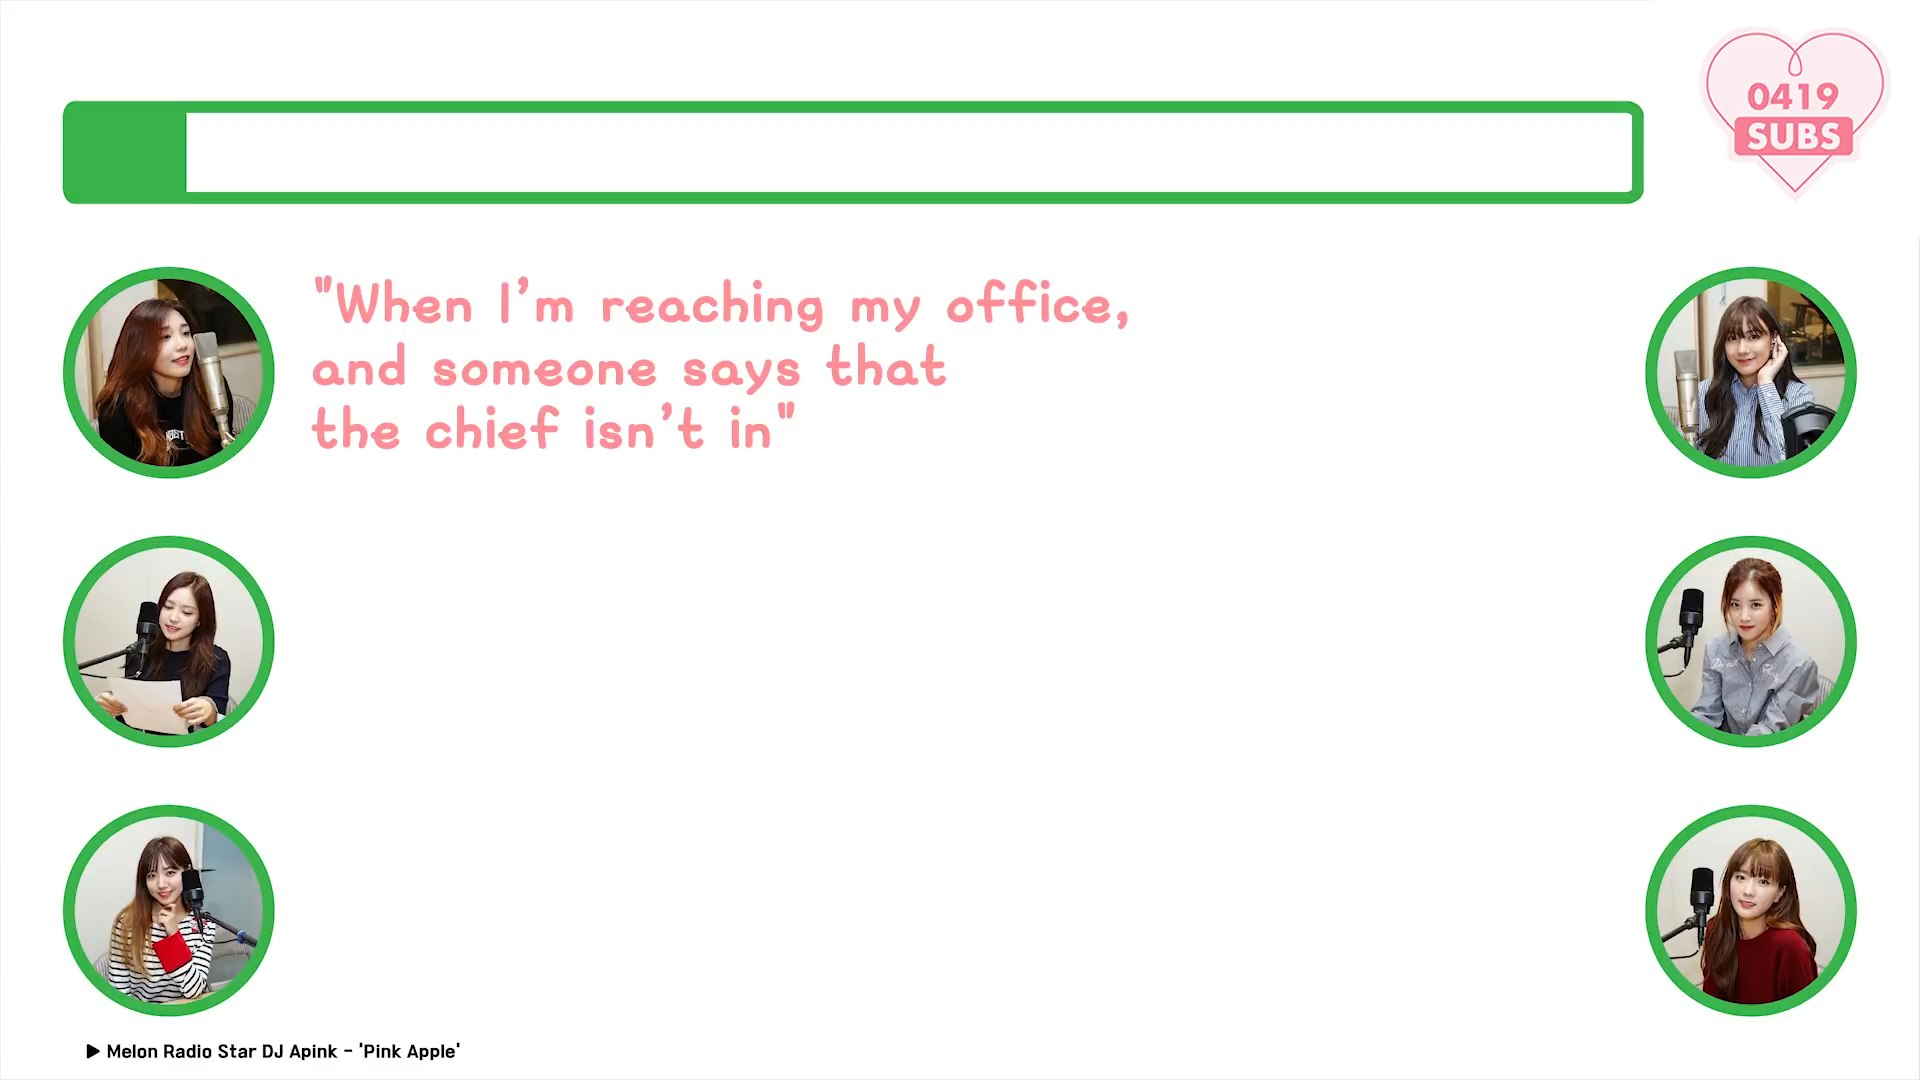 0419
SUBS
"When I'm reaching my office,
and someone says that
the chief isn't in"
▶ Melon Radio Star DJ Apink - 'Pink Apple'